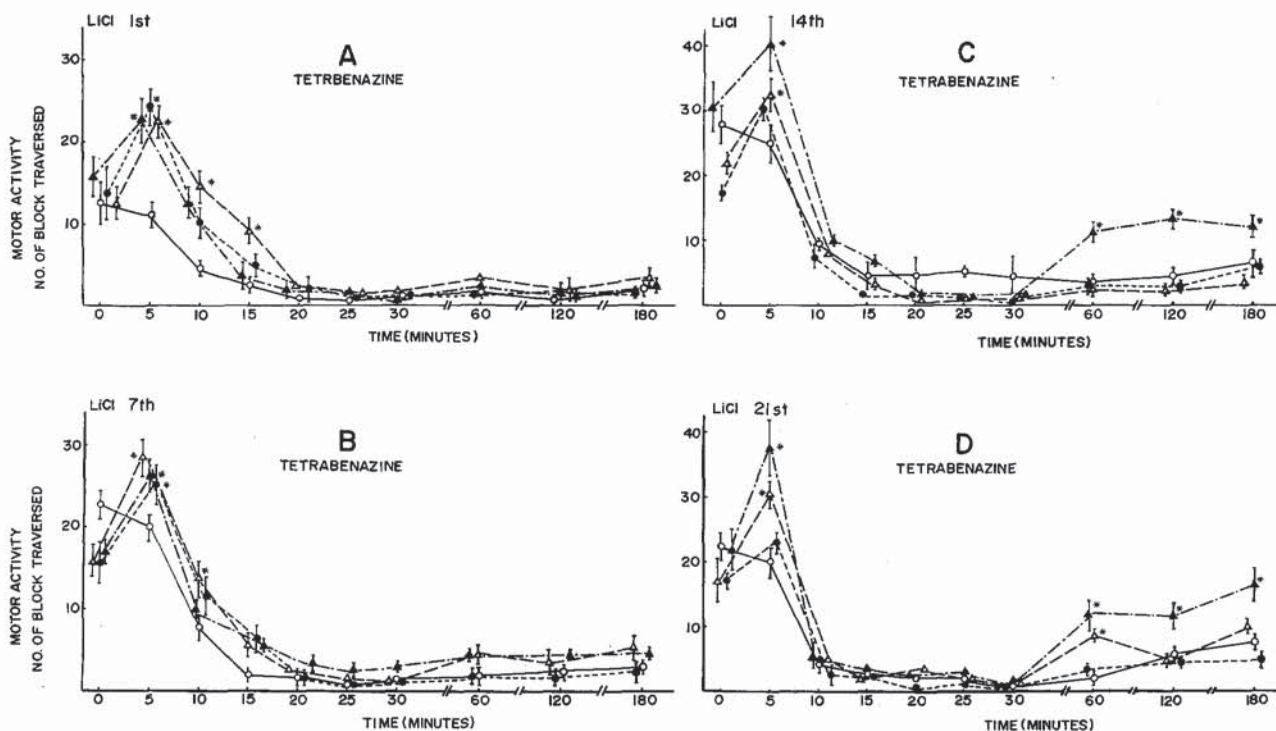 LiCl 1st
A
TETRBENAZINE
30
20
10
MOTOR ACTIVITY
NO. OF BLOCK TRAVERSED
0 5 10 15 20 25 30 60 120 180
TIME (MINUTES)
LiCl 14th
C
TETRABENAZINE
40
30
20
10
0 5 10 15 20 25 30 60 120 180
TIME (MINUTES)
LiCl 7th
B
TETRABENAZINE
30
20
10
MOTOR ACTIVITY
NO. OF BLOCK TRAVERSED
0 5 10 15 20 25 30 60 120 180
TIME (MINUTES)
LiCl 21st
D
TETRABENAZINE
40
30
20
10
0 5 10 15 20 25 30 60 120 180
TIME (MINUTES)